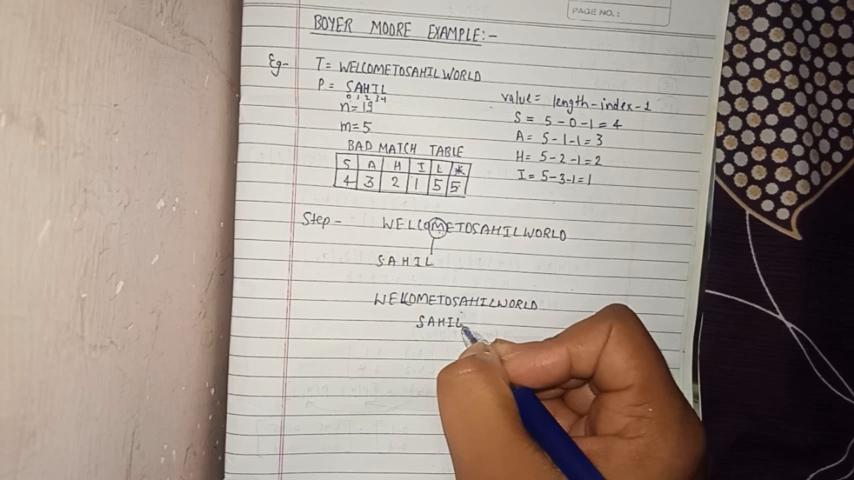 PAGE NO.:
BOYER MOORE EXAMPLE:-
Eg- T= WELLCOMETOSAHILWORLD
P = SAHIL
0 1 2 3 4
n=19
m=5
BAD MATCH TABLE
S A H I L *
4 3 2 1 5 5
value= length-index-1
S = 5-0-1=4
A = 5-1-1=3
H = 5-2-1=2
I = 5-3-1=1
Step- WELLCOMETOSAHILWORLD
SAHIL
WELCOMETOSAHILWORLD
SAHIL